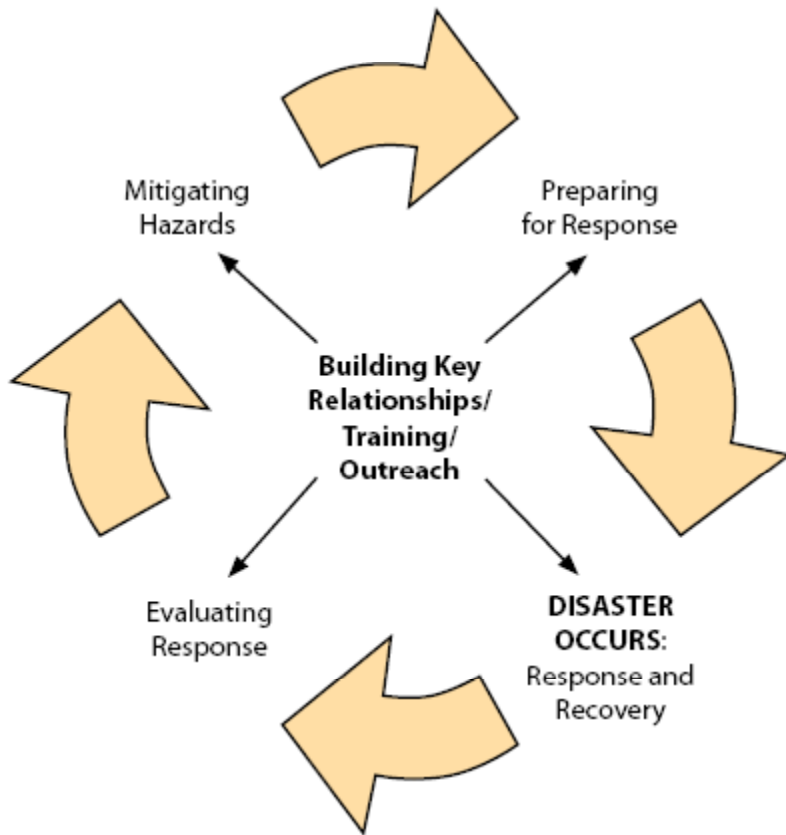 Mitigating
Hazards
Preparing
for Response
Building Key
Relationships/
Training/
Outreach
Evaluating
Response
DISASTER
OCCURS:
Response and
Recovery